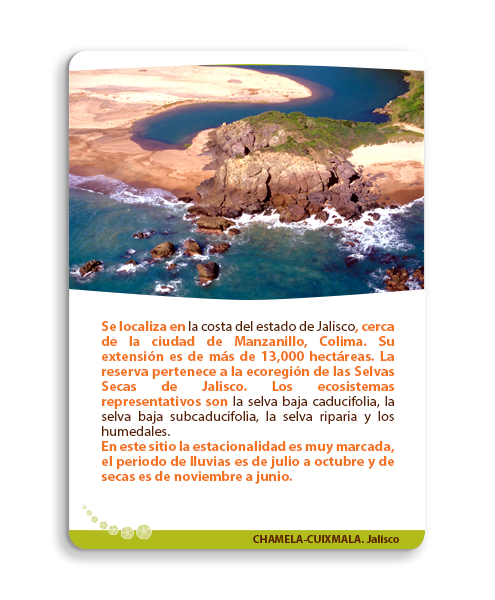 Se localiza en la costa del estado de Jalisco, cerca
de la ciudad de Manzanillo, Colima. Su
extensión es de más de 13,000 hectáreas. La
reserva pertenece a la ecoregión de las Selvas
Secas de Jalisco. Los ecosistemas
representativos son la selva baja caducifolia, la
selva baja subcaducifolia, la selva riparia y los
humedales.
En este sitio la estacionalidad es muy marcada,
el periodo de lluvias es de julio a octubre y de
secas es de noviembre a junio.
CHAMELA-CUIXMALA. Jalisco